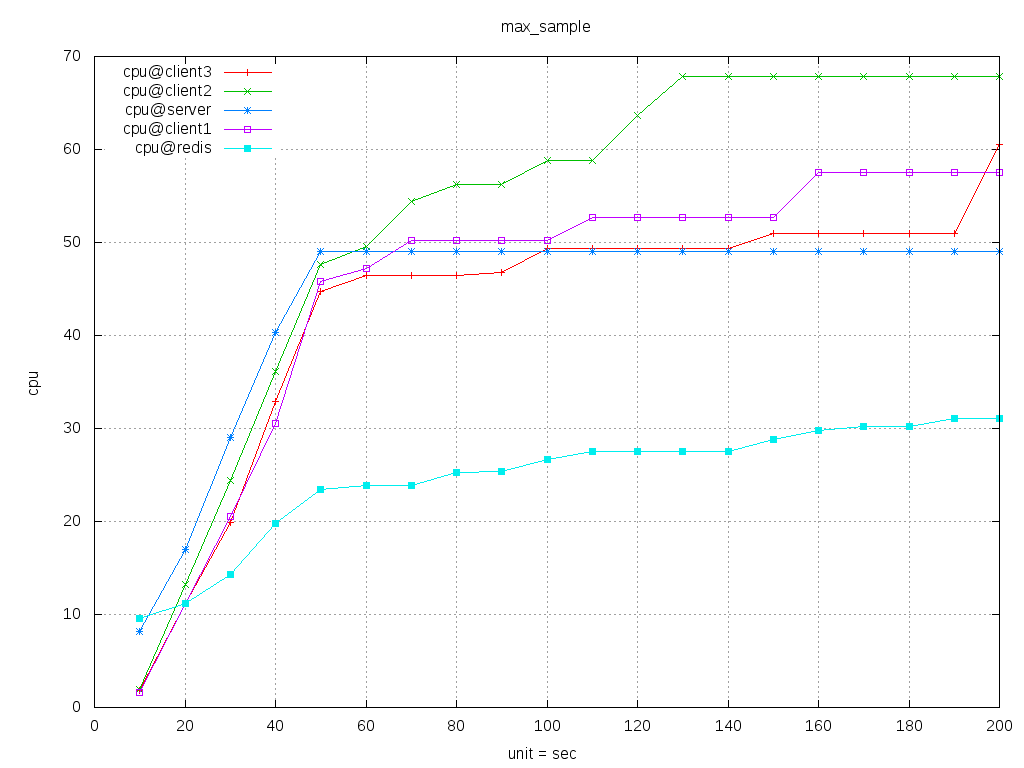 max_sample
70
60
50
40
30
20
10
0
cpu
cpu@client3
cpu@client2
cpu@server
cpu@client1
cpu@redis
0 20 40 60 80 100 120 140 160 180 200
unit = sec